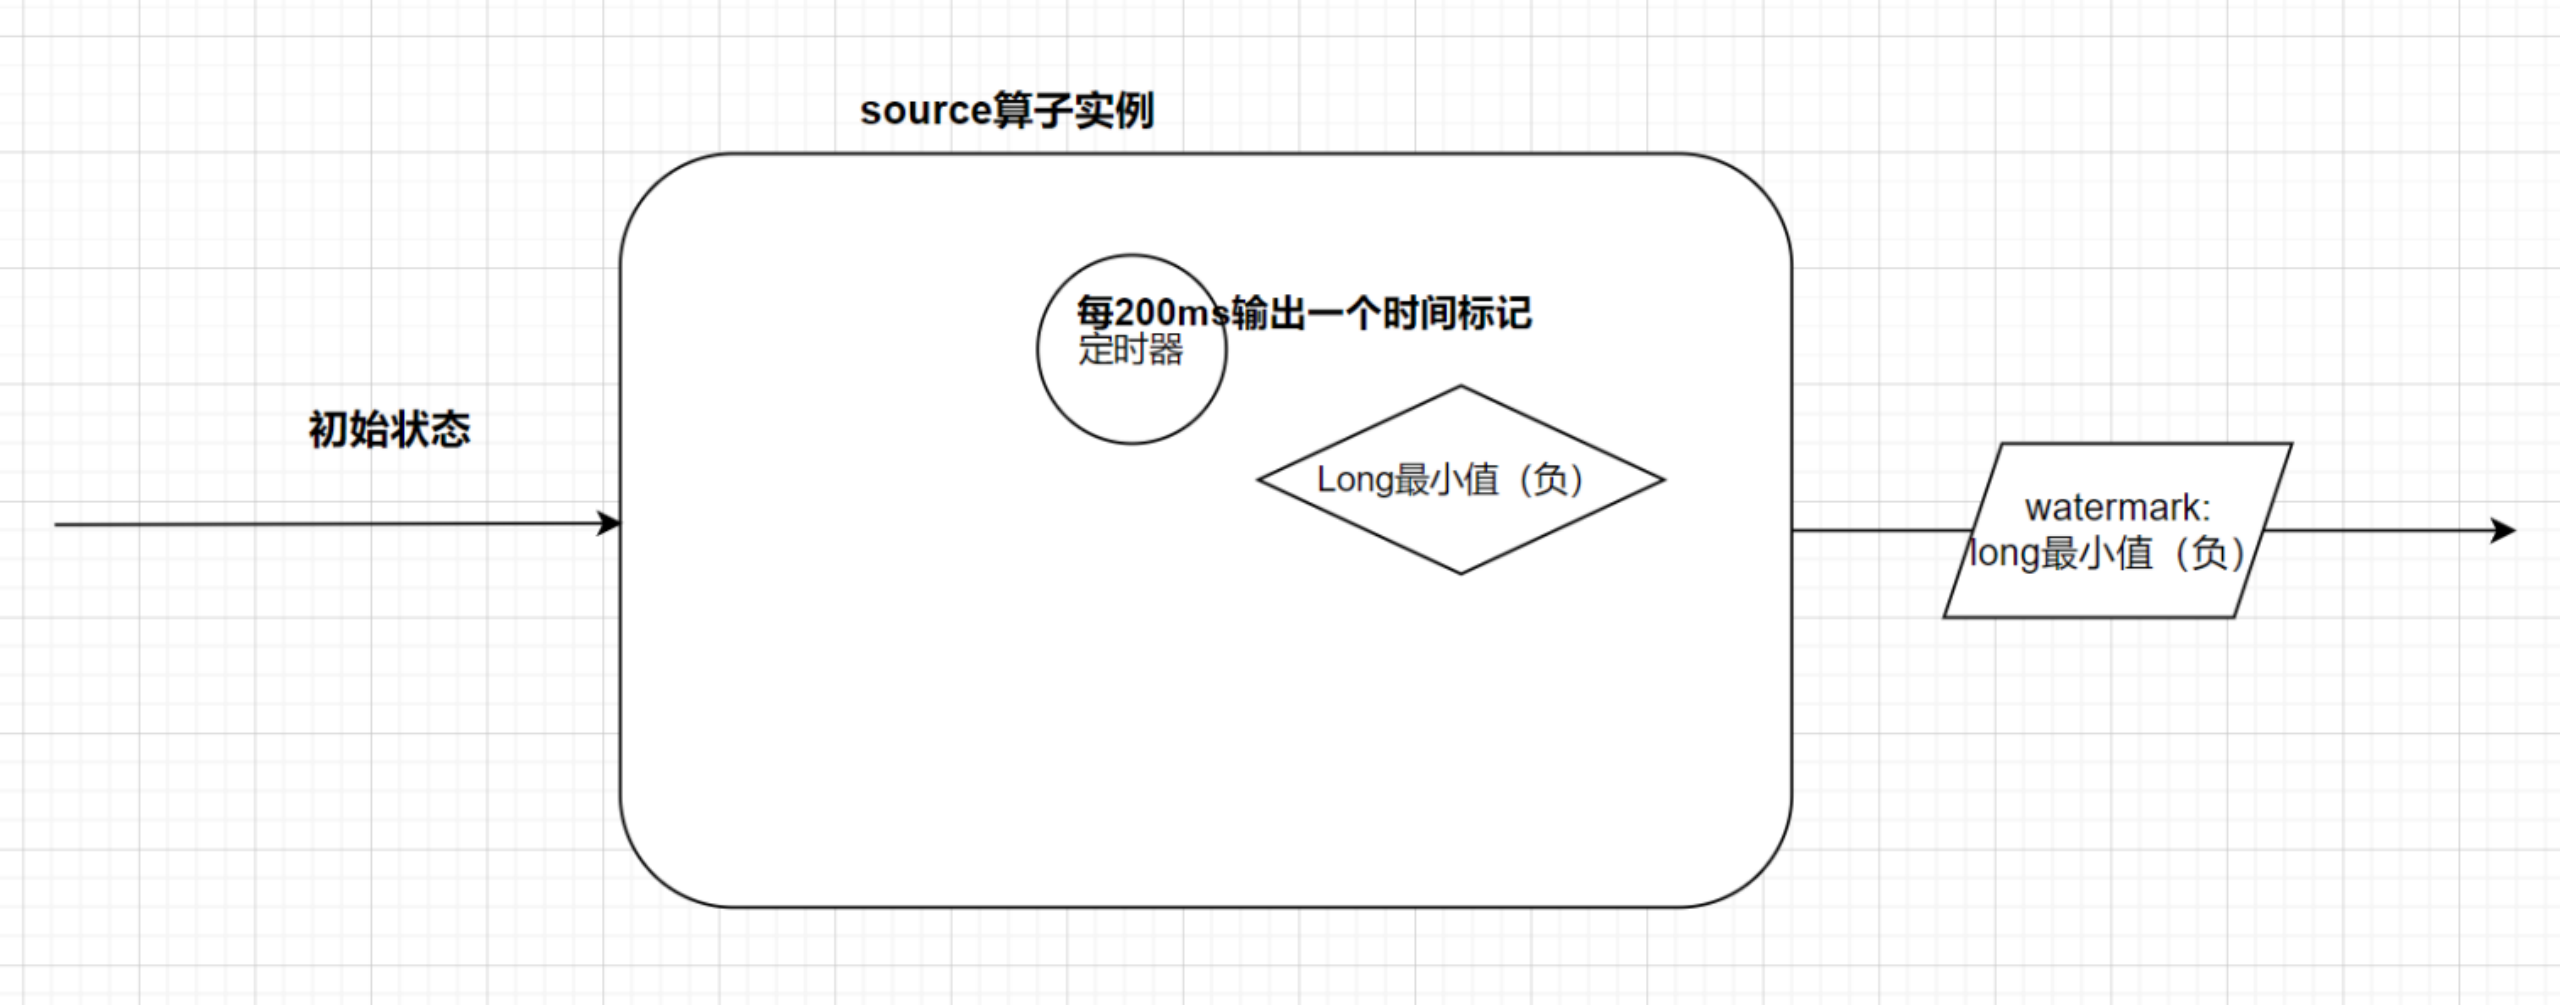 source算子实例
每200ms输出一个时间标记
定时器
初始状态
Long最小值（负）
watermark:
long最小值（负）